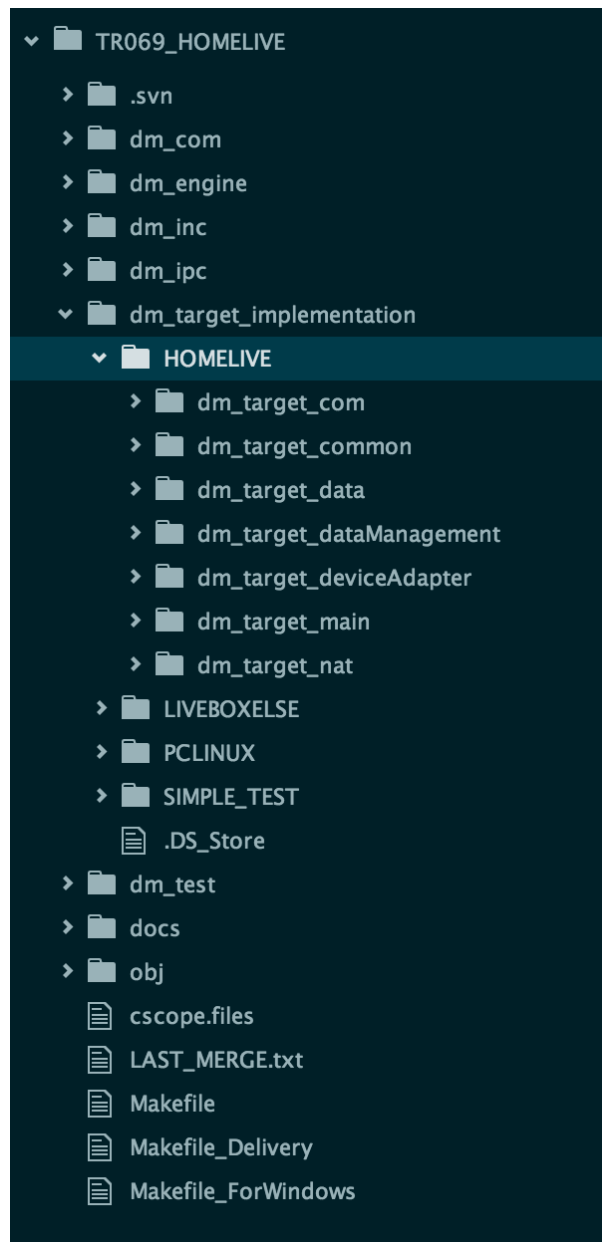 TR069_HOMELIVE
.svn
dm_com
dm_engine
dm_inc
dm_ipc
dm_target_implementation
HOMELIVE
dm_target_com
dm_target_common
dm_target_data
dm_target_dataManagement
dm_target_deviceAdapter
dm_target_main
dm_target_nat
LIVEBOXELSE
PCLINUX
SIMPLE_TEST
.DS_Store
dm_test
docs
obj
cscope.files
LAST_MERGE.txt
Makefile
Makefile_Delivery
Makefile_ForWindows